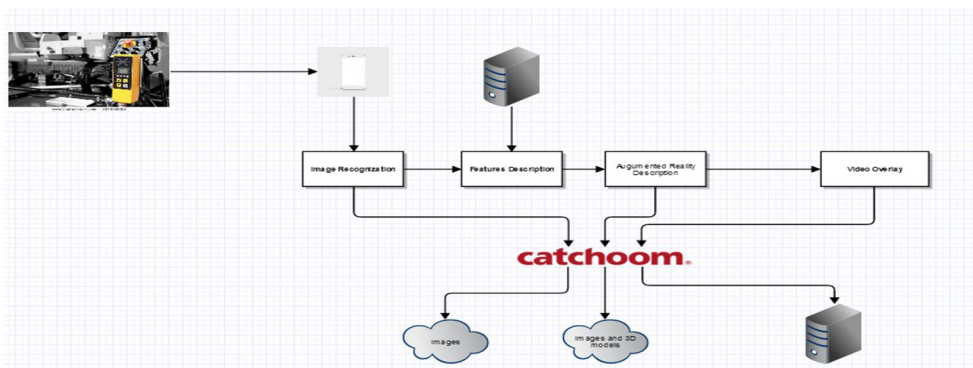 Image Recognization
Features Description
Augumented Reality
Description
Video Overlay
catchoom®
Images
Images and 3D
models